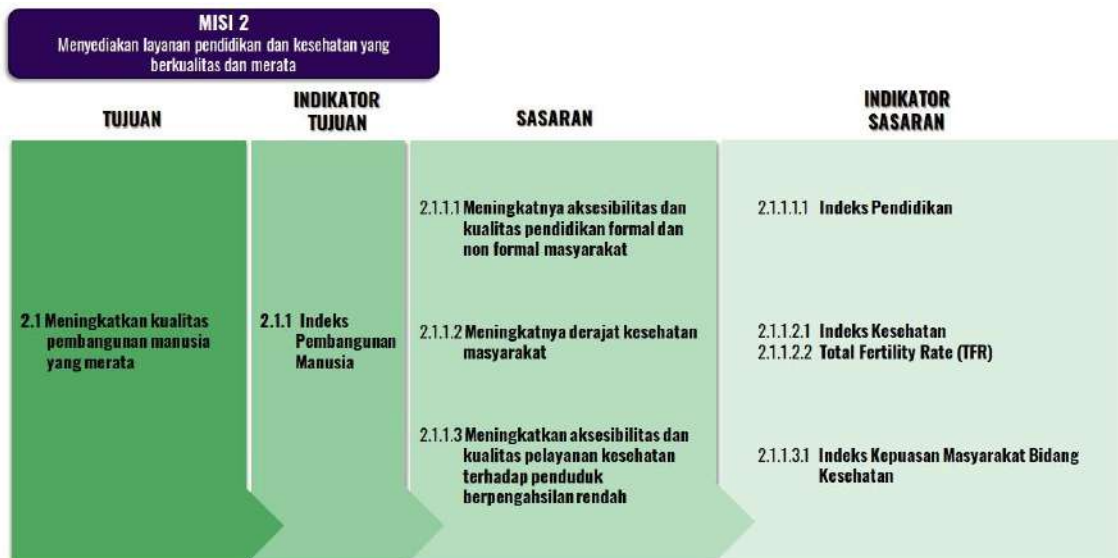 MISI 2
Menyediakan layanan pendidikan dan kesehatan yang
berkualitas dan merata
TUJUAN
INDIKATOR
TUJUAN
SASARAN
INDIKATOR
SASARAN
2.1 Meningkatkan kualitas
pembangunan manusia
yang merata
2.1.1 Indeks
Pembangunan
Manusia
2.1.1.1 Meningkatnya aksesibilitas dan
kualitas pendidikan formal dan
non formal masyarakat
2.1.1.2 Meningkatnya derajat kesehatan
masyarakat
2.1.1.3 Meningkatkan aksesibilitas dan
kualitas pelayanan kesehatan
terhadap penduduk
berpengahsilan rendah
2.1.1.1.1 Indeks Pendidikan
2.1.1.2.1 Indeks Kesehatan
2.1.1.2.2 Total Fertility Rate (TFR)
2.1.1.3.1 Indeks Kepuasan Masyarakat Bidang
Kesehatan